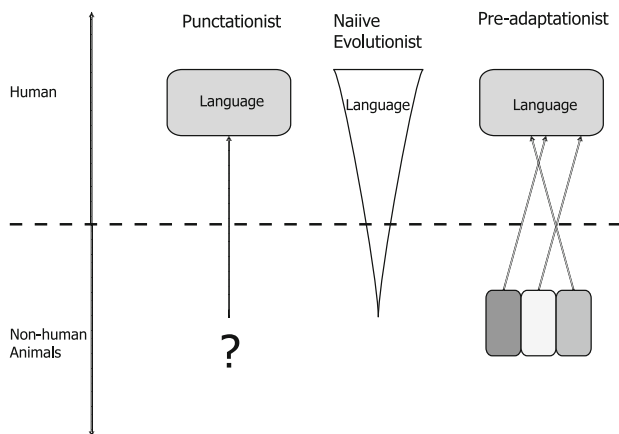 Punctationist
Naiive
Evolutionist
Pre-adaptationist
Human
Language
Language
Language
Non-human
Animals
?